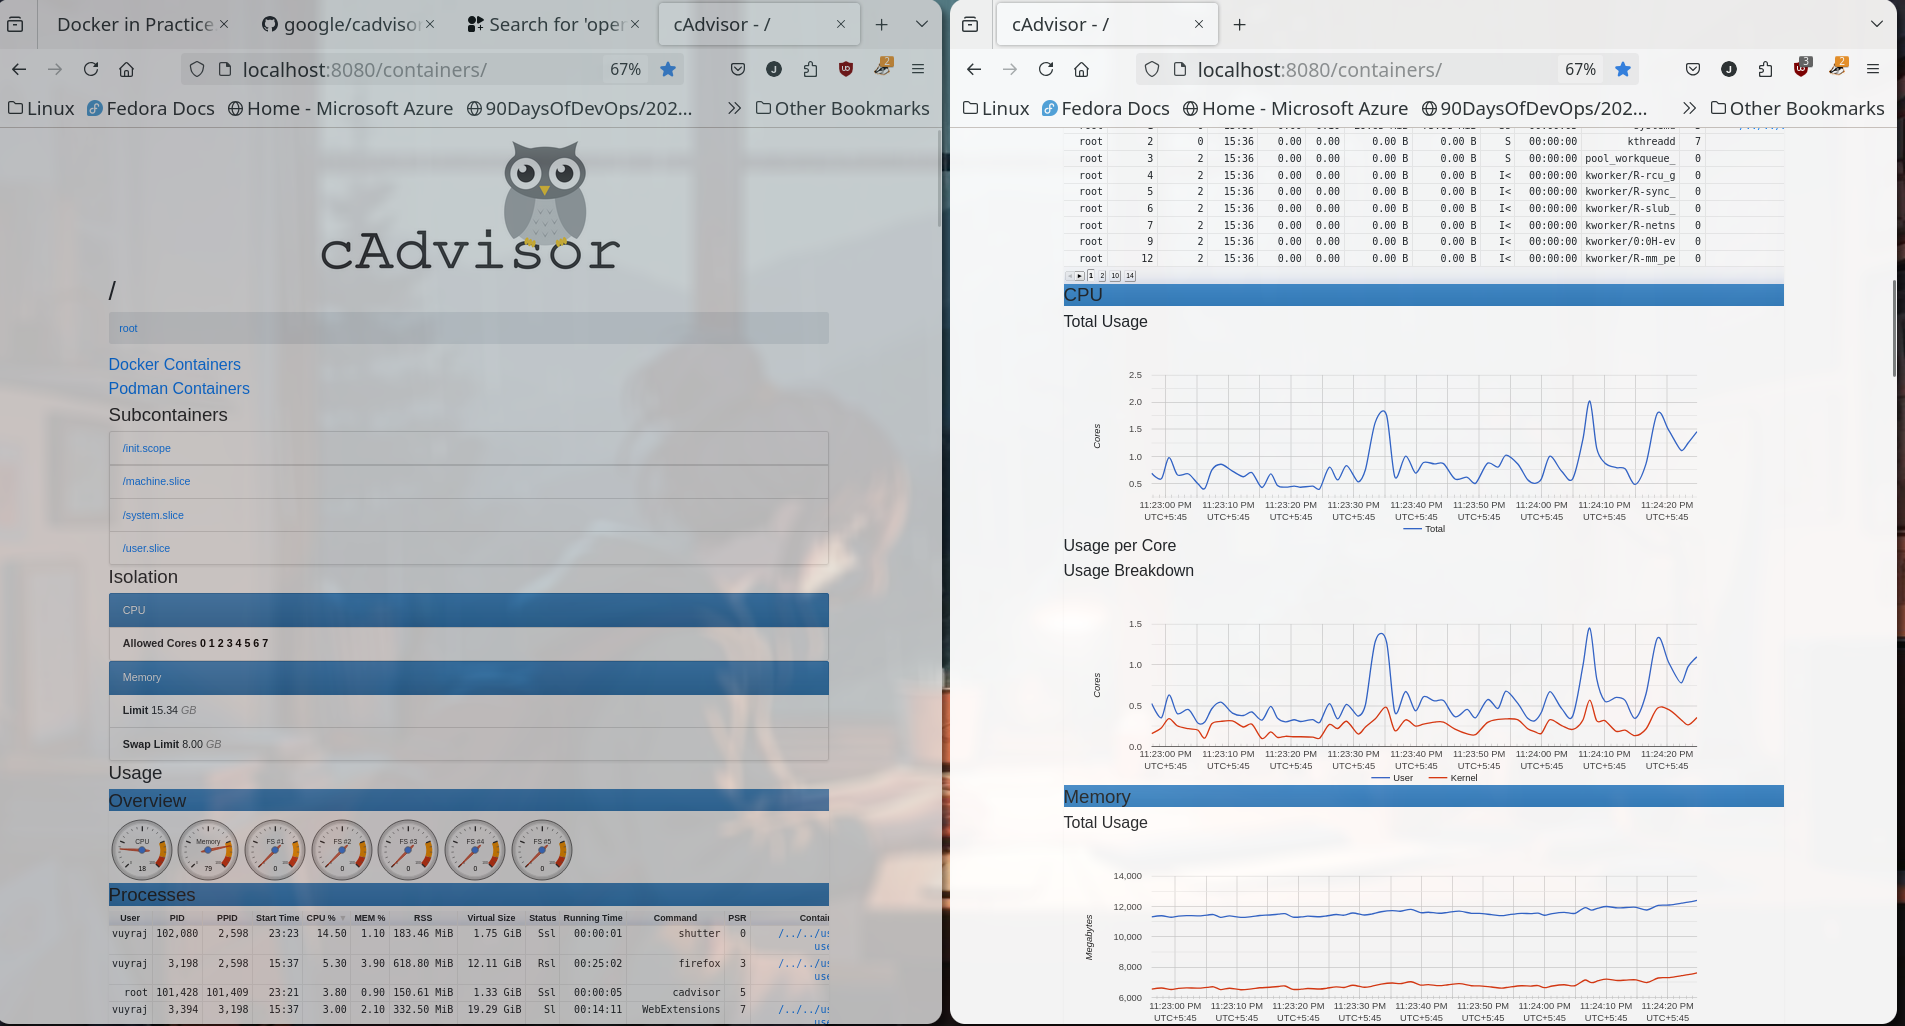 Docker in Practice
google/cadvisor
Search for 'oper
cAdvisor - /
localhost:8080/containers/
67%
2
Linux
Fedora Docs
Home - Microsoft Azure
90DaysOfDevOps/202…
Other Bookmarks
cAdvisor
/
root
Docker Containers
Podman Containers
Subcontainers
/init.scope
/machine.slice
/system.slice
/user.slice
Isolation
CPU
Allowed Cores 0 1 2 3 4 5 6 7
Memory
Limit 15.34 GB
Swap Limit 8.00 GB
Usage
Overview
CPU 18
Memory 79
FS #1 0
FS #2 0
FS #3 0
FS #4 0
FS #5 0
Processes
User PID PPID Start Time CPU % MEM % RSS Virtual Size Status Running Time Command PSR Contain
vuyraj 102,080 2,598 23:23 14.50 1.10 183.46 MiB 1.75 GiB Ssl 00:00:01 shutter 0 /../../us
use
vuyraj 3,198 2,598 15:37 5.30 3.90 618.80 MiB 12.11 GiB Rsl 00:25:02 firefox 3 /../../us
use
root 101,428 101,409 23:21 3.80 0.90 150.61 MiB 1.33 GiB Ssl 00:00:05 cadvisor 5
vuyraj 3,394 3,198 15:37 3.00 2.10 332.50 MiB 19.29 GiB Sl 00:14:11 WebExtensions 7 /../../us
cAdvisor - /
localhost:8080/containers/
67%
3
2
Linux
Fedora Docs
Home - Microsoft Azure
90DaysOfDevOps/202…
Other Bookmarks
root 2 0 15:36 0.00 0.00 0.00 B 0.00 B S 00:00:00 kthreadd 7
root 3 2 15:36 0.00 0.00 0.00 B 0.00 B S 00:00:00 pool_workqueue_ 0
root 4 2 15:36 0.00 0.00 0.00 B 0.00 B I< 00:00:00 kworker/R-rcu_g 0
root 5 2 15:36 0.00 0.00 0.00 B 0.00 B I< 00:00:00 kworker/R-sync_ 0
root 6 2 15:36 0.00 0.00 0.00 B 0.00 B I< 00:00:00 kworker/R-slub_ 0
root 7 2 15:36 0.00 0.00 0.00 B 0.00 B I< 00:00:00 kworker/R-netns 0
root 9 2 15:36 0.00 0.00 0.00 B 0.00 B I< 00:00:00 kworker/0:0H-ev 0
root 12 2 15:36 0.00 0.00 0.00 B 0.00 B I< 00:00:00 kworker/R-mm_pe 0
1 2 10 14
CPU
Total Usage
2.5
2.0
1.5
1.0
0.5
Cores
11:23:00 PM 11:23:10 PM 11:23:20 PM 11:23:30 PM 11:23:40 PM 11:23:50 PM 11:24:00 PM 11:24:10 PM 11:24:20 PM
UTC+5:45 UTC+5:45 UTC+5:45 UTC+5:45 UTC+5:45 UTC+5:45 UTC+5:45 UTC+5:45 UTC+5:45
Total
Usage per Core
Usage Breakdown
1.5
1.0
0.5
0.0
Cores
11:23:00 PM 11:23:10 PM 11:23:20 PM 11:23:30 PM 11:23:40 PM 11:23:50 PM 11:24:00 PM 11:24:10 PM 11:24:20 PM
UTC+5:45 UTC+5:45 UTC+5:45 UTC+5:45 UTC+5:45 UTC+5:45 UTC+5:45 UTC+5:45 UTC+5:45
User Kernel
Memory
Total Usage
14,000
12,000
10,000
8,000
6,000
Megabytes
11:23:00 PM 11:23:10 PM 11:23:20 PM 11:23:30 PM 11:23:40 PM 11:23:50 PM 11:24:00 PM 11:24:10 PM 11:24:20 PM
UTC+5:45 UTC+5:45 UTC+5:45 UTC+5:45 UTC+5:45 UTC+5:45 UTC+5:45 UTC+5:45 UTC+5:45